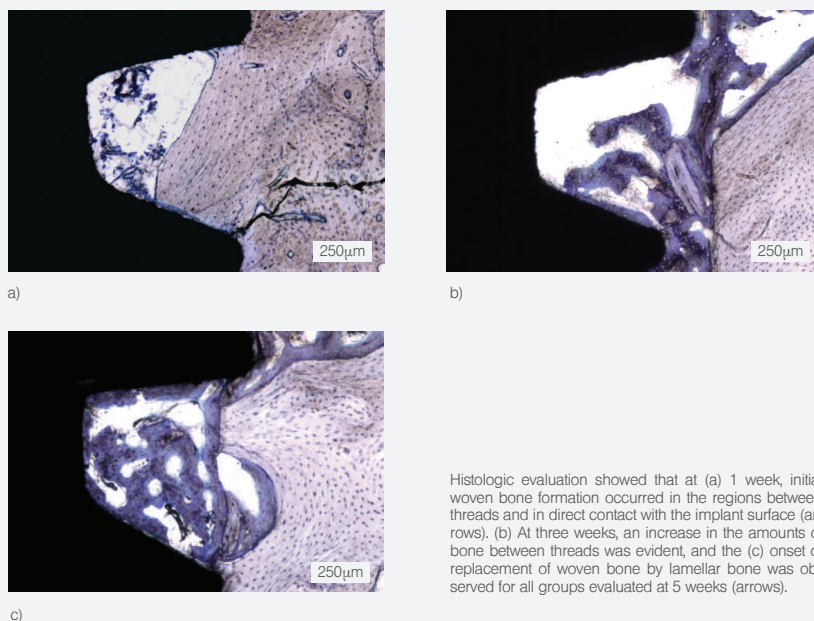 250µm
a)
250µm
b)
250µm
c)
Histologic evaluation showed that at (a) 1 week, initia
woven bone formation occurred in the regions between
threads and in direct contact with the implant surface (ar
rows). (b) At three weeks, an increase in the amounts o
bone between threads was evident, and the (c) onset o
replacement of woven bone by lamellar bone was ob
served for all groups evaluated at 5 weeks (arrows).